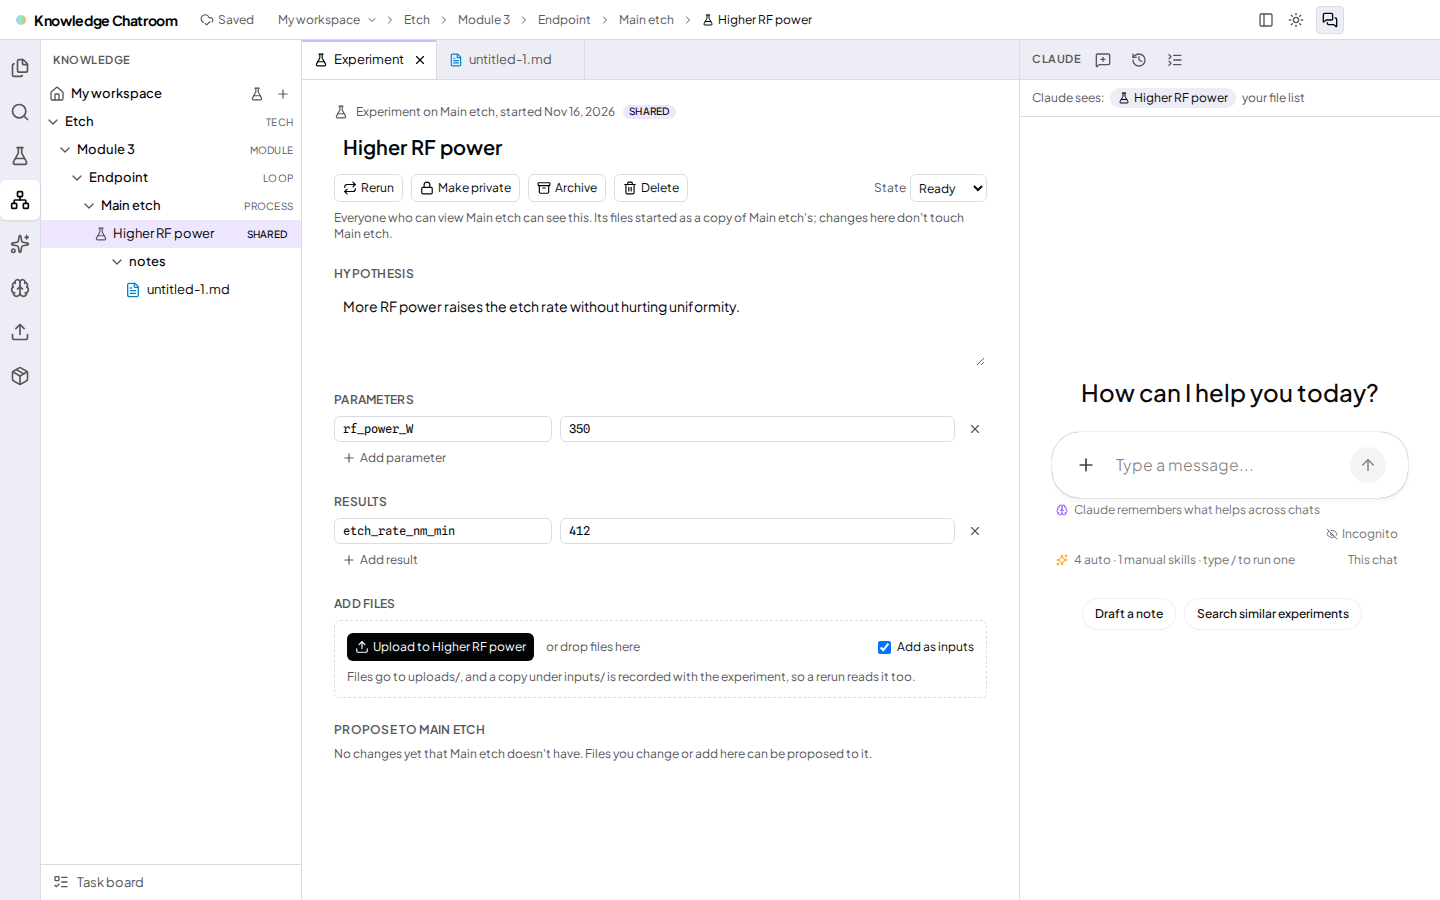 Knowledge Chatroom
Saved
My workspace
Etch
Module 3
Endpoint
Main etch
Higher RF power
KNOWLEDGE
My workspace
Etch TECH
Module 3 MODULE
Endpoint LOOP
Main etch PROCESS
Higher RF power SHARED
notes
untitled-1.md
Task board
Experiment
untitled-1.md
Experiment on Main etch, started Nov 16, 2026 SHARED
Higher RF power
Rerun
Make private
Archive
Delete
State Ready
Everyone who can view Main etch can see this. Its files started as a copy of Main etch's; changes here don't touch
Main etch.
HYPOTHESIS
More RF power raises the etch rate without hurting uniformity.
PARAMETERS
rf_power_W 350
Add parameter
RESULTS
etch_rate_nm_min 412
Add result
ADD FILES
Upload to Higher RF power or drop files here Add as inputs
Files go to uploads/, and a copy under inputs/ is recorded with the experiment, so a rerun reads it too.
PROPOSE TO MAIN ETCH
No changes yet that Main etch doesn't have. Files you change or add here can be proposed to it.
CLAUDE
Claude sees: Higher RF power your file list
How can I help you today?
Type a message...
Claude remembers what helps across chats
Incognito
4 auto · 1 manual skills · type / to run one This chat
Draft a note
Search similar experiments